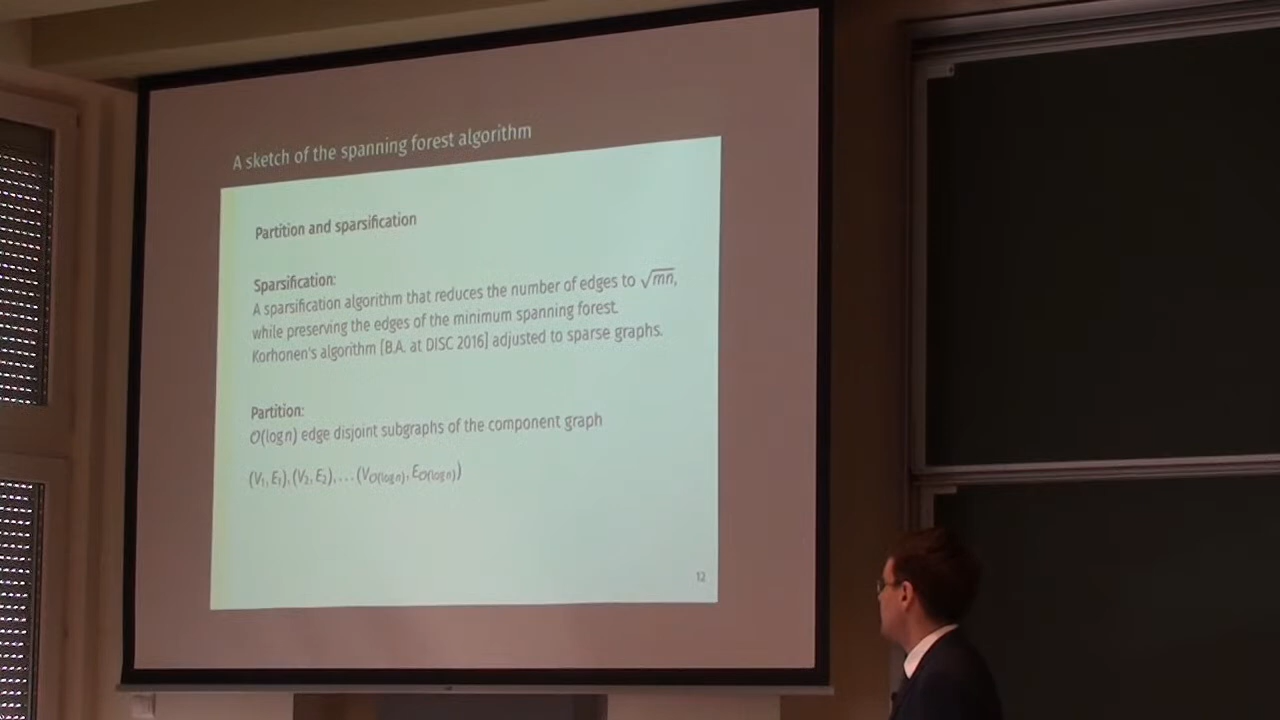 A sketch of the spanning forest algorithm
Partition and sparsification
Sparsification:
A sparsification algorithm that reduces the number of edges to √mn,
while preserving the edges of the minimum spanning forest.
Korhonen's algorithm [B.A. at DISC 2016] adjusted to sparse graphs.
Partition:
O(log n) edge disjoint subgraphs of the component graph
(V₁, E₁), (V₂, E₂), … (V_O(log n), E_O(log n))
12